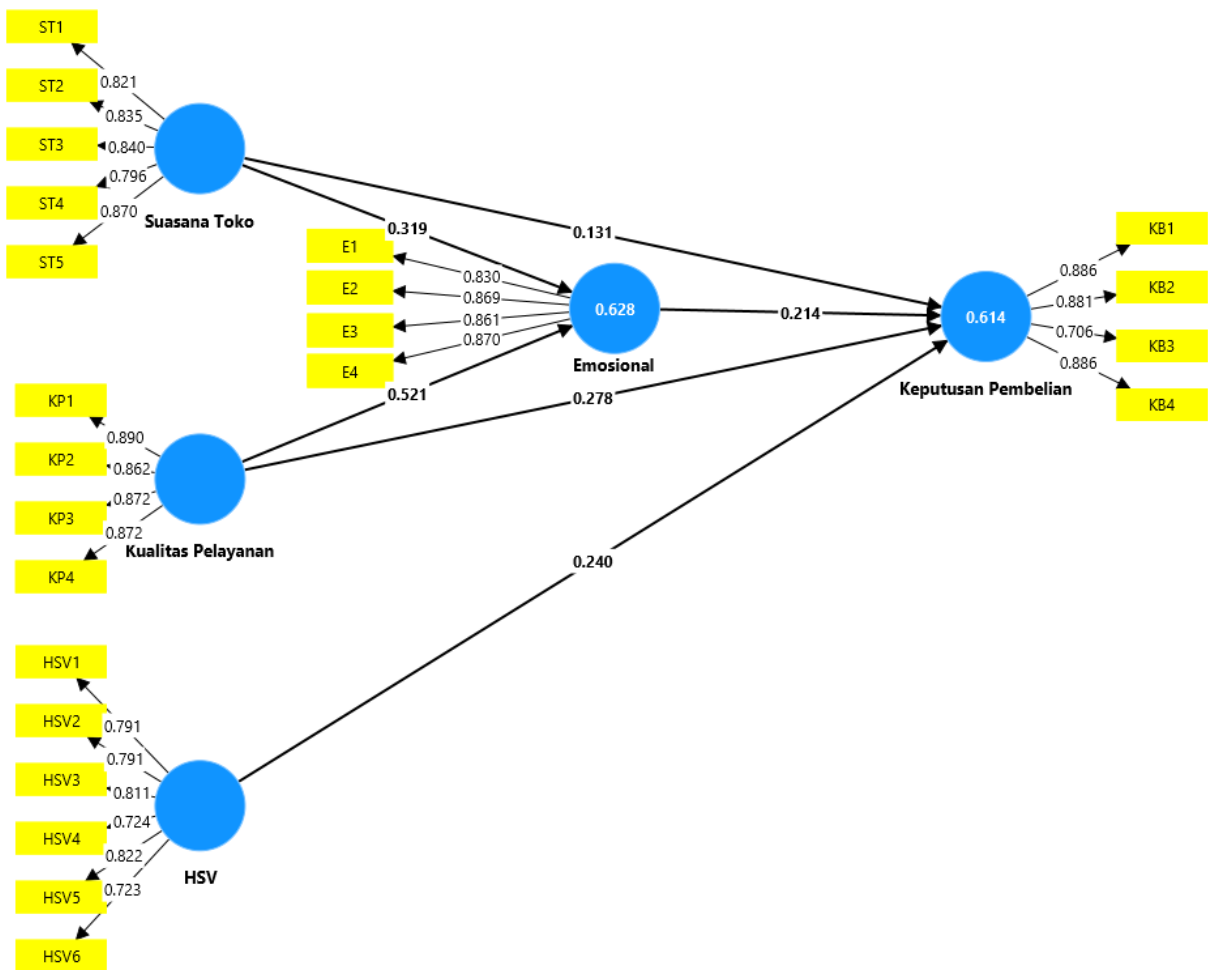 ST1
ST2
ST3
ST4
ST5
0.821
0.835
0.840
0.796
0.870
Suasana Toko
0.319
0.131
E1
E2
E3
E4
0.830
0.869
0.861
0.870
0.628
Emosional
0.214
0.521
0.278
0.614
Keputusan Pembelian
0.886
0.881
0.706
0.886
KB1
KB2
KB3
KB4
KP1
KP2
KP3
KP4
0.890
0.862
0.872
0.872
Kualitas Pelayanan
0.240
HSV1
HSV2
HSV3
HSV4
HSV5
HSV6
0.791
0.791
0.811
0.724
0.822
0.723
HSV